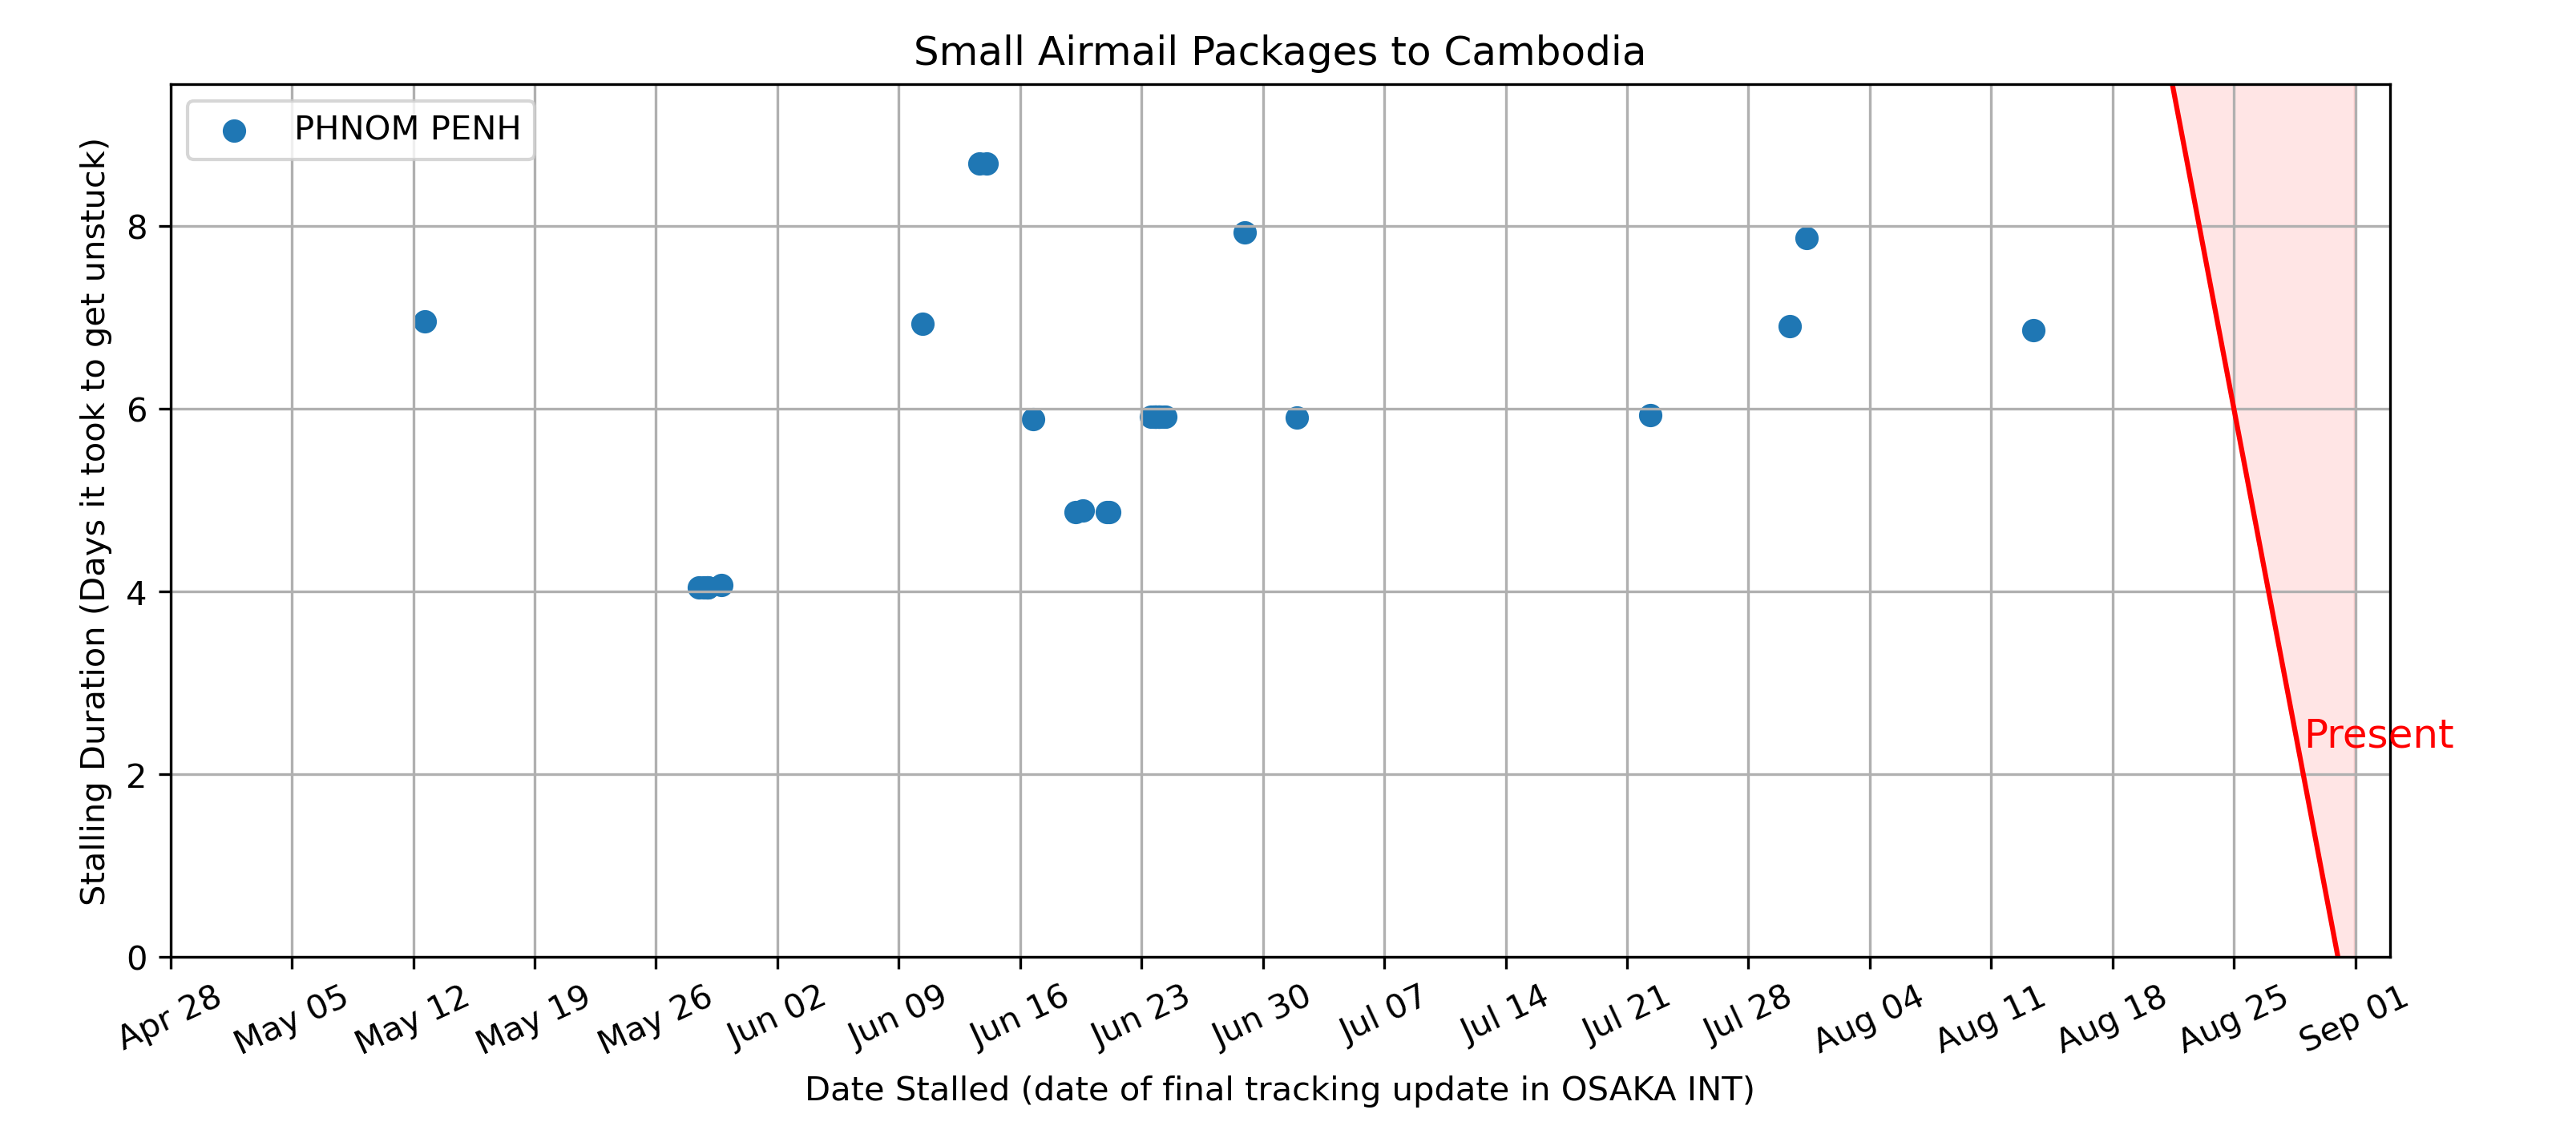 Small Airmail Packages to Cambodia
PHNOM PENH
Stalling Duration (Days it took to get unstuck)
8
6
4
2
0
Present
Apr 28
May 05
May 12
May 19
May 26
Jun 02
Jun 09
Jun 16
Jun 23
Jun 30
Jul 07
Jul 14
Jul 21
Jul 28
Aug 04
Aug 11
Aug 18
Aug 25
Sep 01
Date Stalled (date of final tracking update in OSAKA INT)